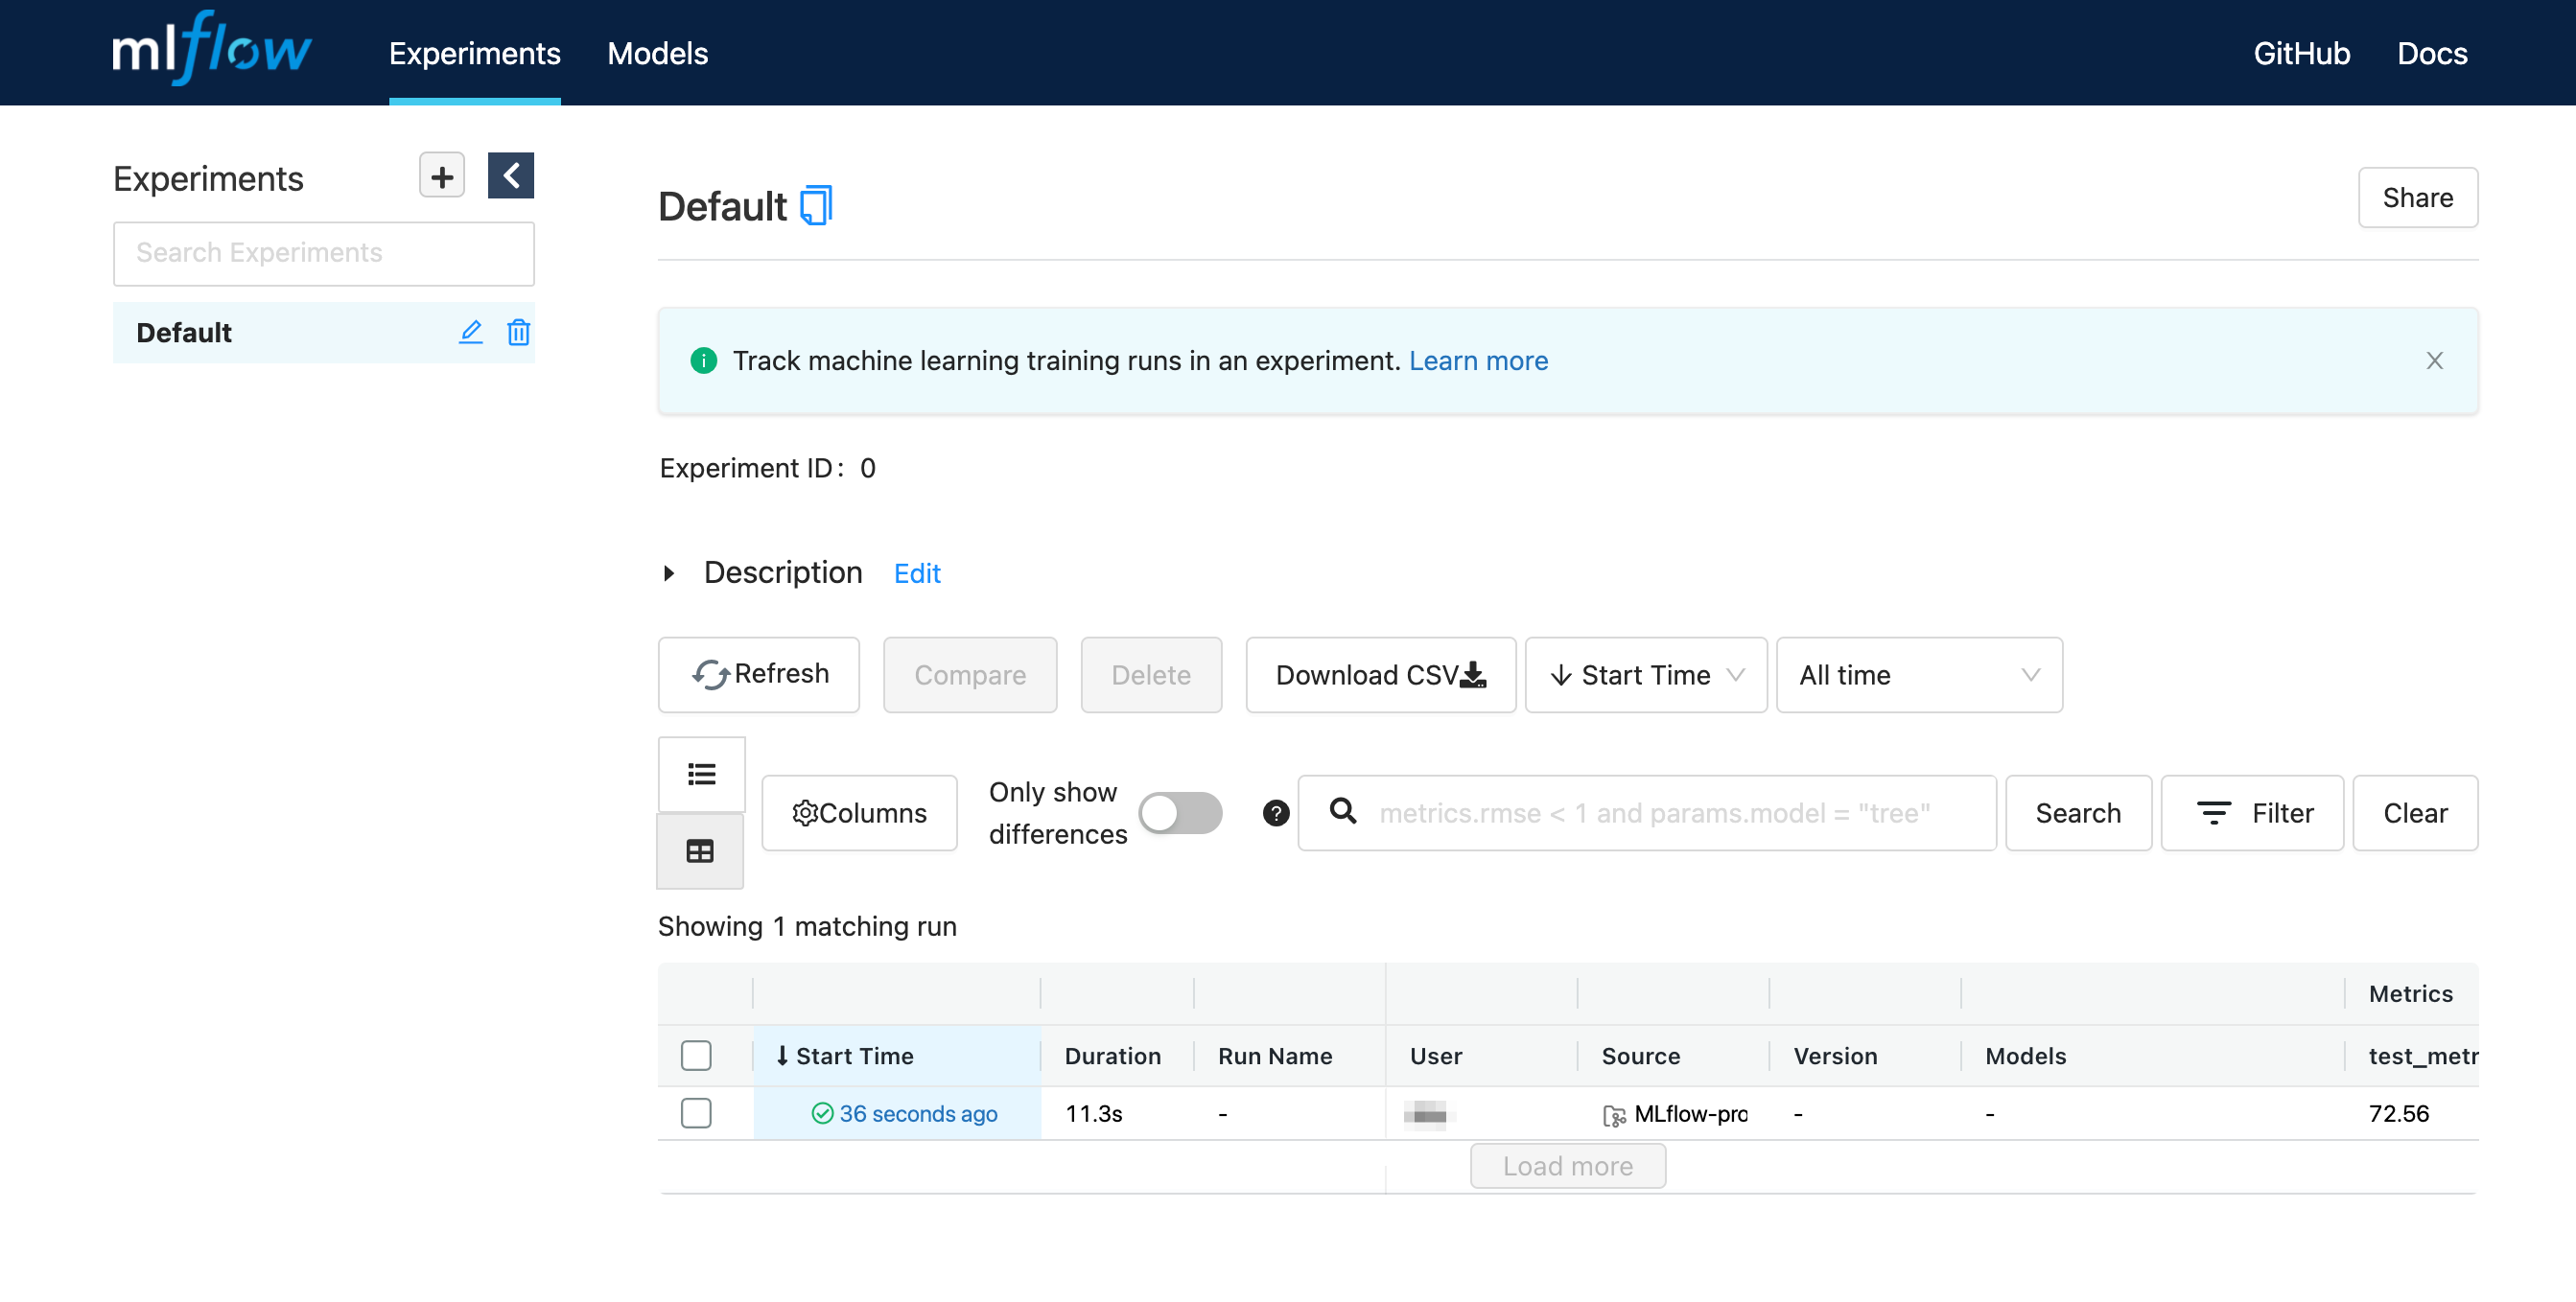 mlflow Experiments Models GitHub Docs
Experiments
Search Experiments
Default
Default
Share
Track machine learning training runs in an experiment. Learn more
Experiment ID: 0
Description Edit
Refresh Compare Delete Download CSV Start Time All time
Columns Only show differences metrics.rmse < 1 and params.model = "tree" Search Filter Clear
Showing 1 matching run
Metrics
Start Time Duration Run Name User Source Version Models test_metr
36 seconds ago 11.3s - MLflow-pro - - 72.56
Load more